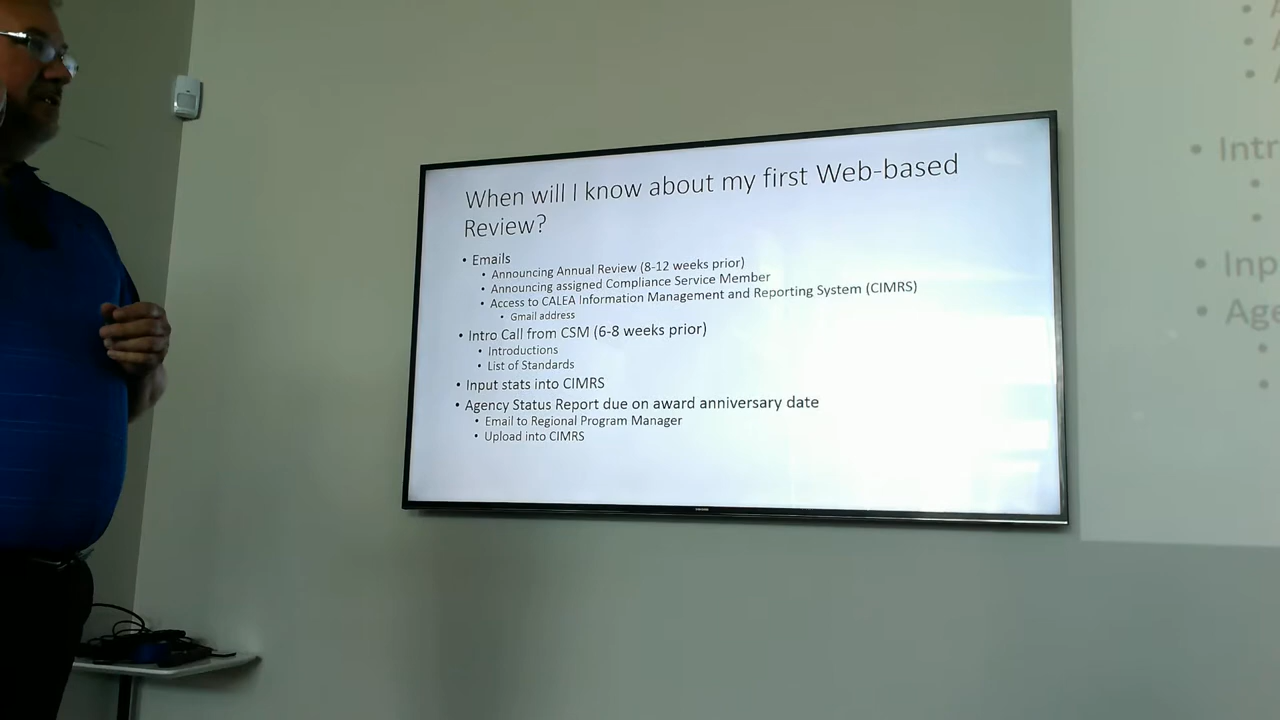 When will I know about my first Web-based
Review?
• Emails
• Announcing Annual Review (8-12 weeks prior)
• Announcing assigned Compliance Service Member
• Access to CALEA Information Management and Reporting System (CIMRS)
• Gmail address
• Intro Call from CSM (6-8 weeks prior)
• Introductions
• List of Standards
• Input stats into CIMRS
• Agency Status Report due on award anniversary date
• Email to Regional Program Manager
• Upload into CIMRS
• A
• A
• A
• Intr
• Inp
• Age